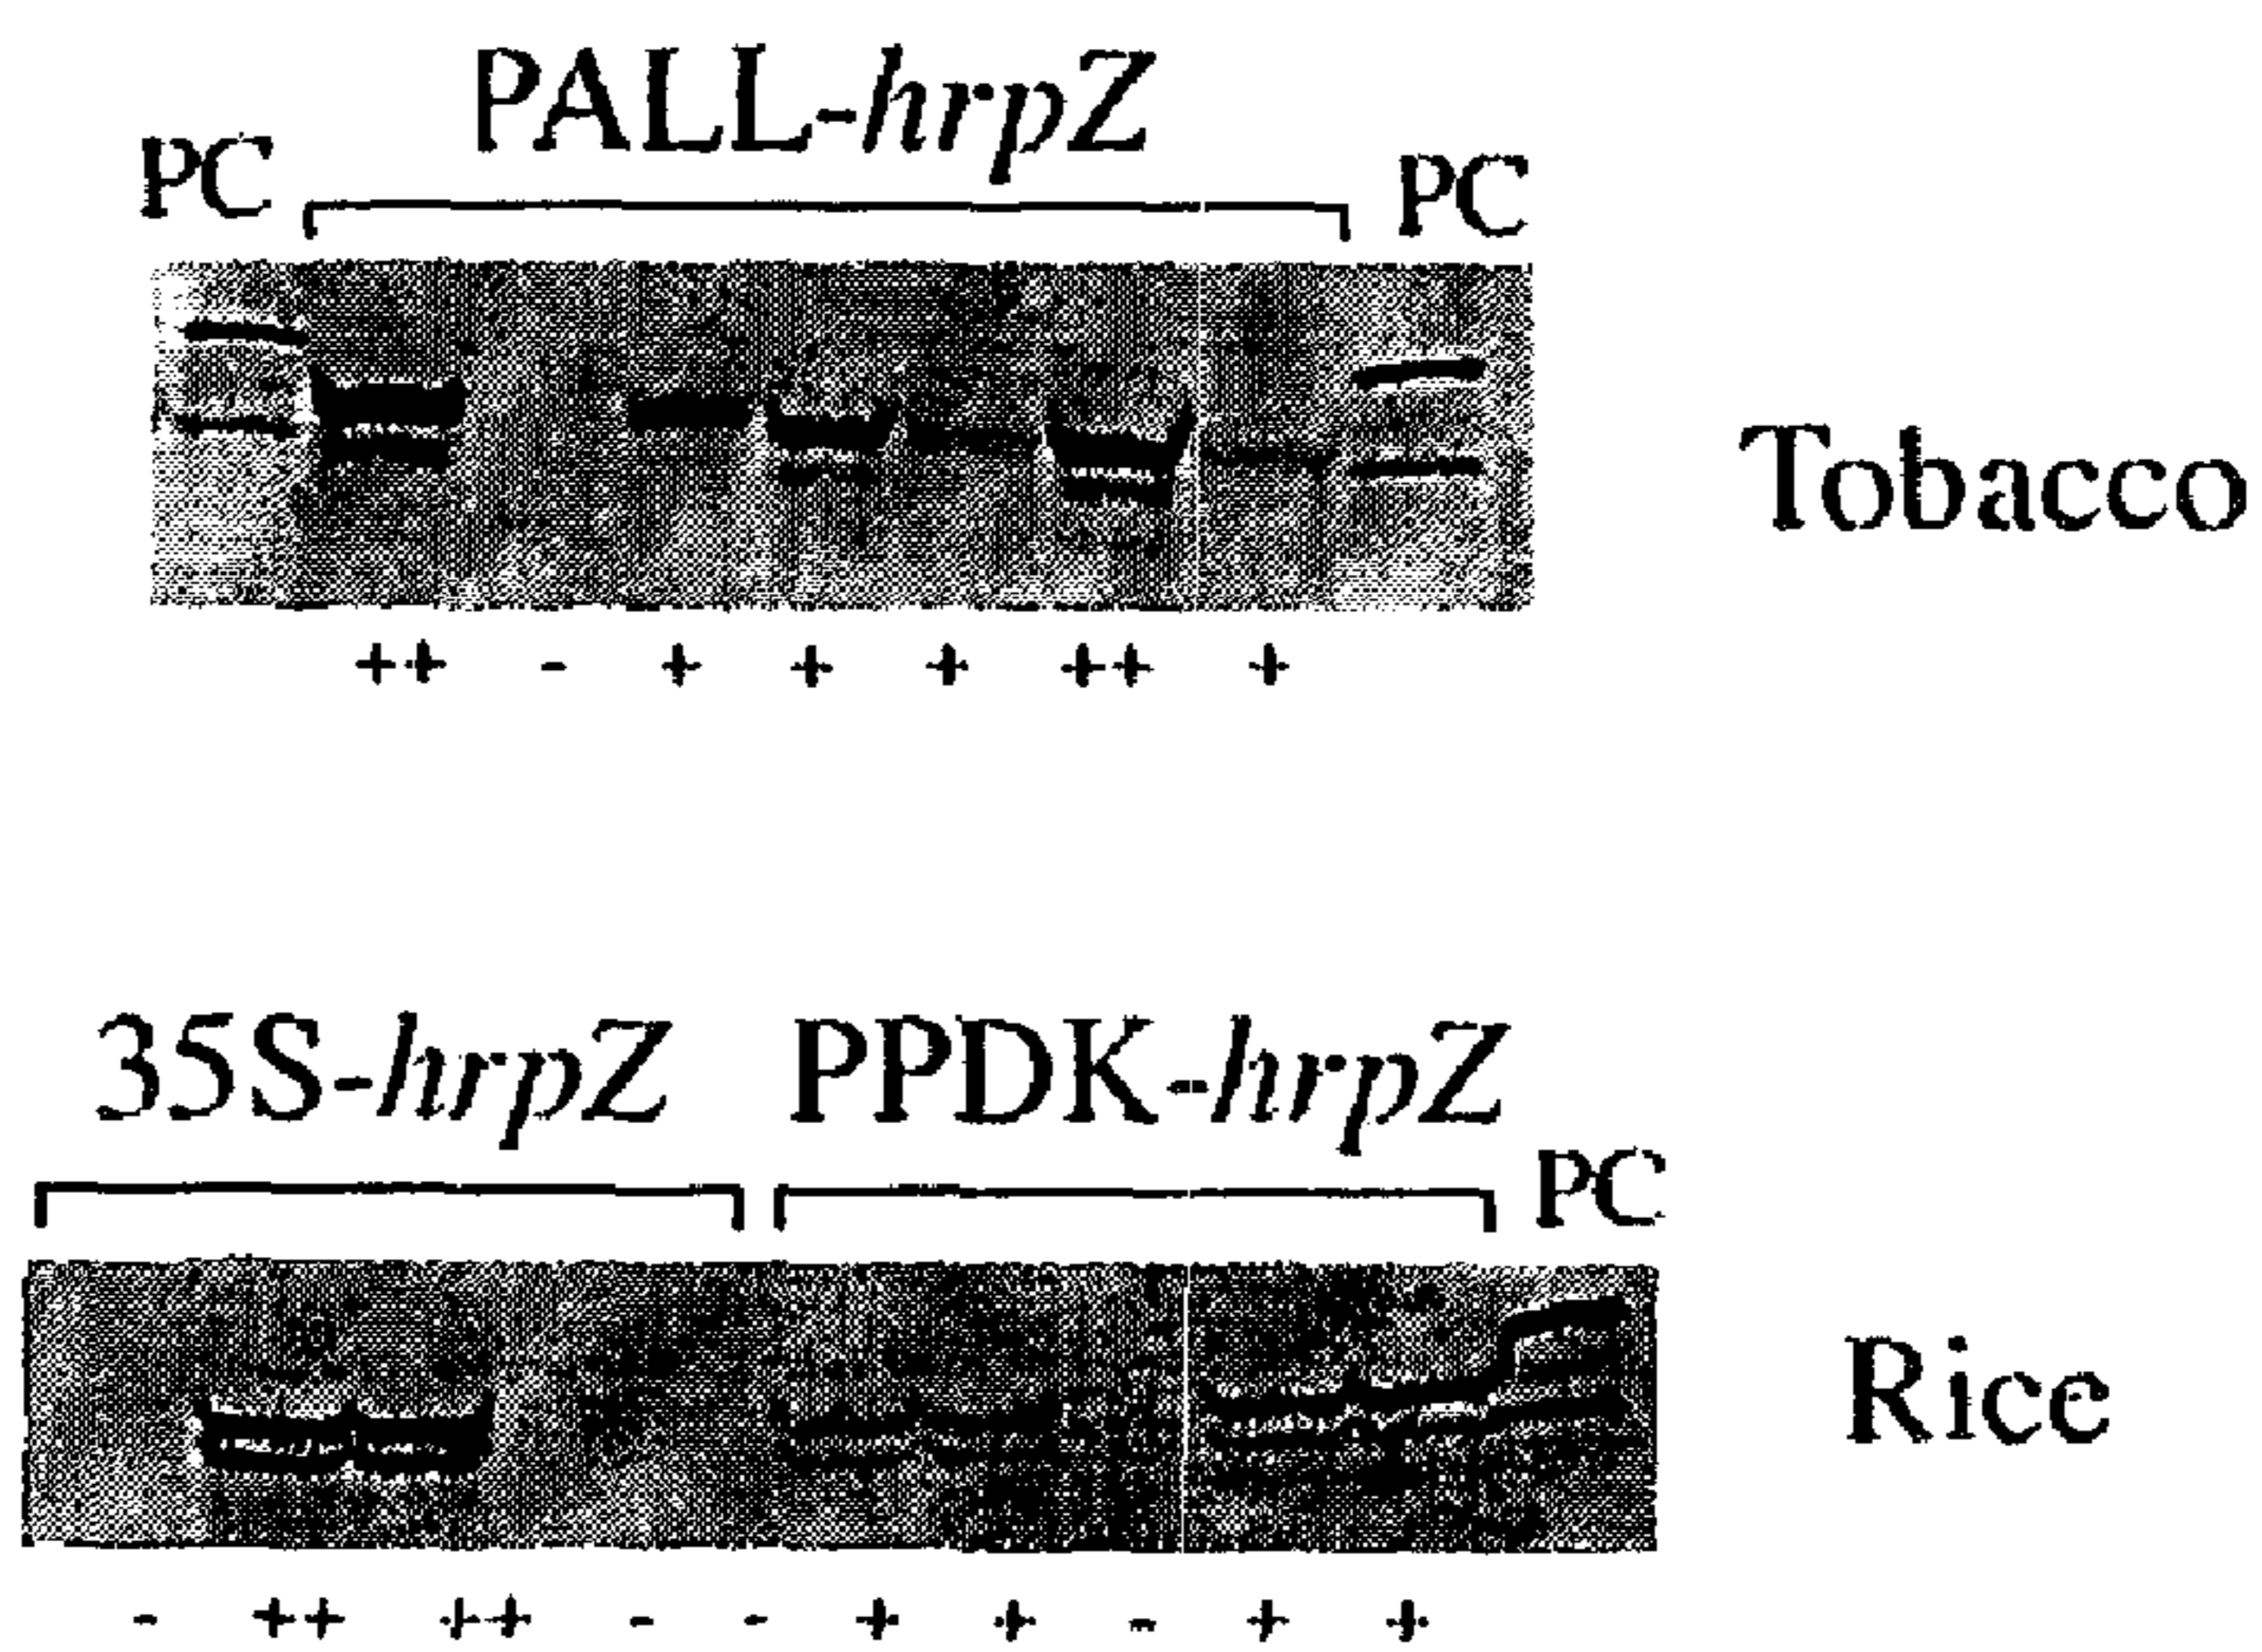 PALL-hrpZ
PC PC
Tobacco
++ - + + + ++ +
35S-hrpZ PPDK-hrpZ
PC
Rice
- ++ ++ - - + + - + +